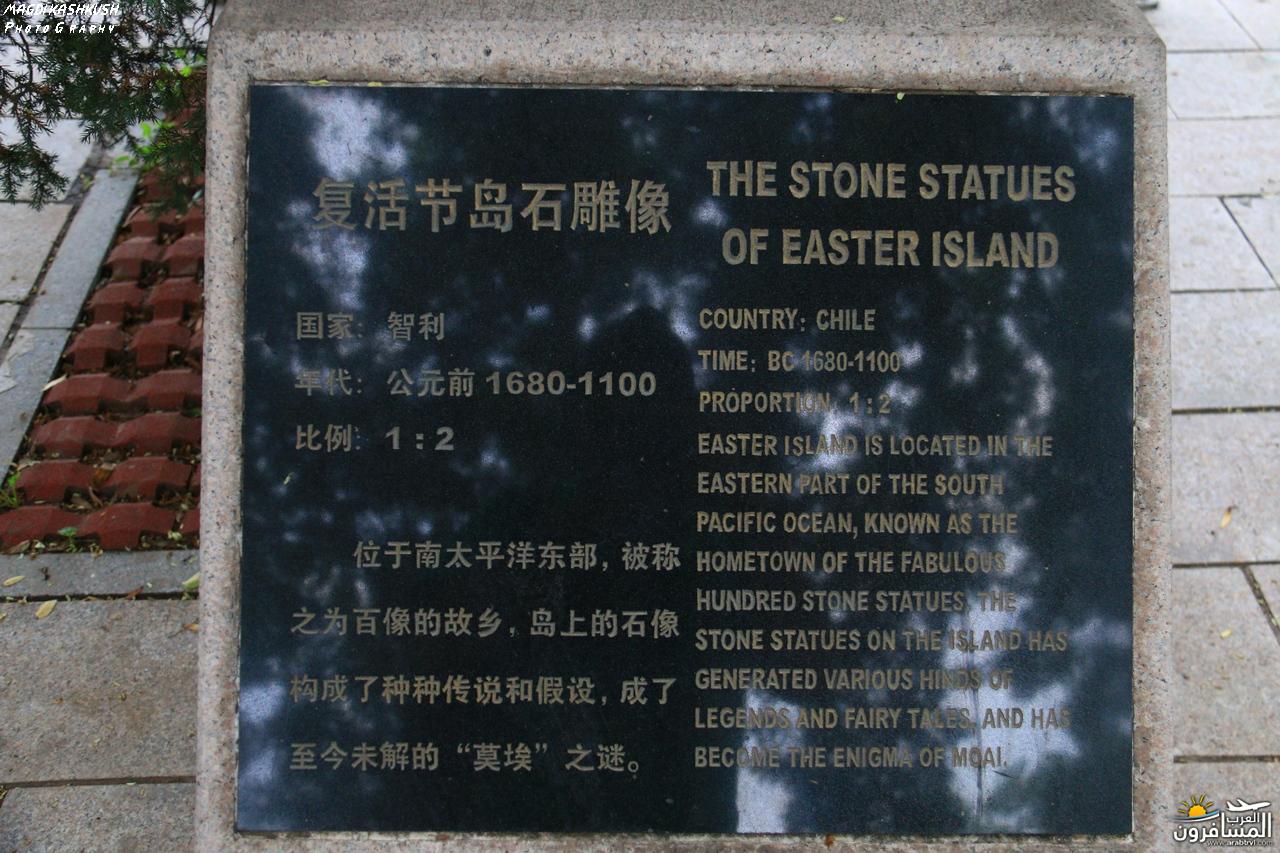 MAGDI KASHKUSH
PHOTOGRAPHY
复活节岛石雕像
国家：智利
年代：公元前 1680-1100
比例：1：2
位于南太平洋东部，被称
之为百像的故乡，岛上的石像
构成了种种传说和假设，成了
至今未解的“莫埃”之谜。
THE STONE STATUES
OF EASTER ISLAND
COUNTRY: CHILE
TIME: BC 1680-1100
PROPORTION: 1:2
EASTER ISLAND IS LOCATED IN THE
EASTERN PART OF THE SOUTH
PACIFIC OCEAN, KNOWN AS THE
HOMETOWN OF THE FABULOUS
HUNDRED STONE STATUES, THE
STONE STATUES ON THE ISLAND HAS
GENERATED VARIOUS HINDS OF
LEGENDS AND FAIRY TALES, AND HAS
BECOME THE ENIGMA OF MOAI.
العرب
المسافرون
www.arabtrvl.com